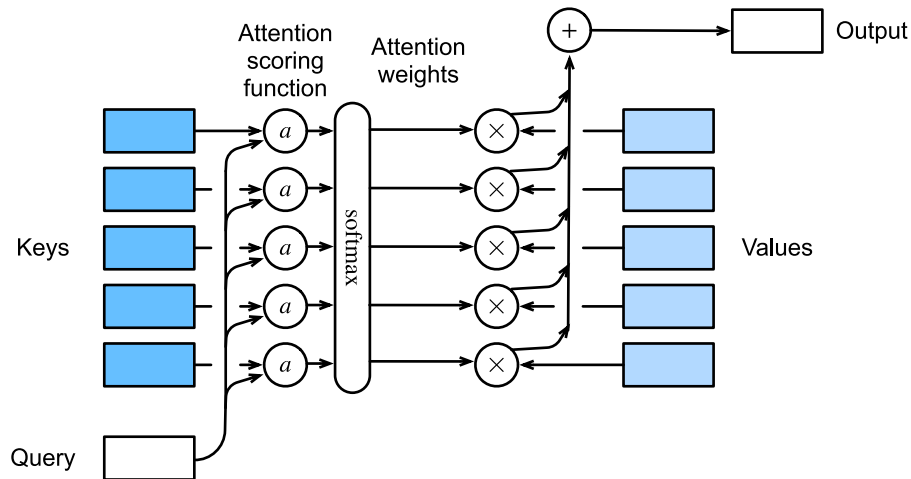 Attention
scoring
function
Attention
weights
+
Output
a
×
a
×
Keys
a
softmax
×
Values
a
×
a
×
Query